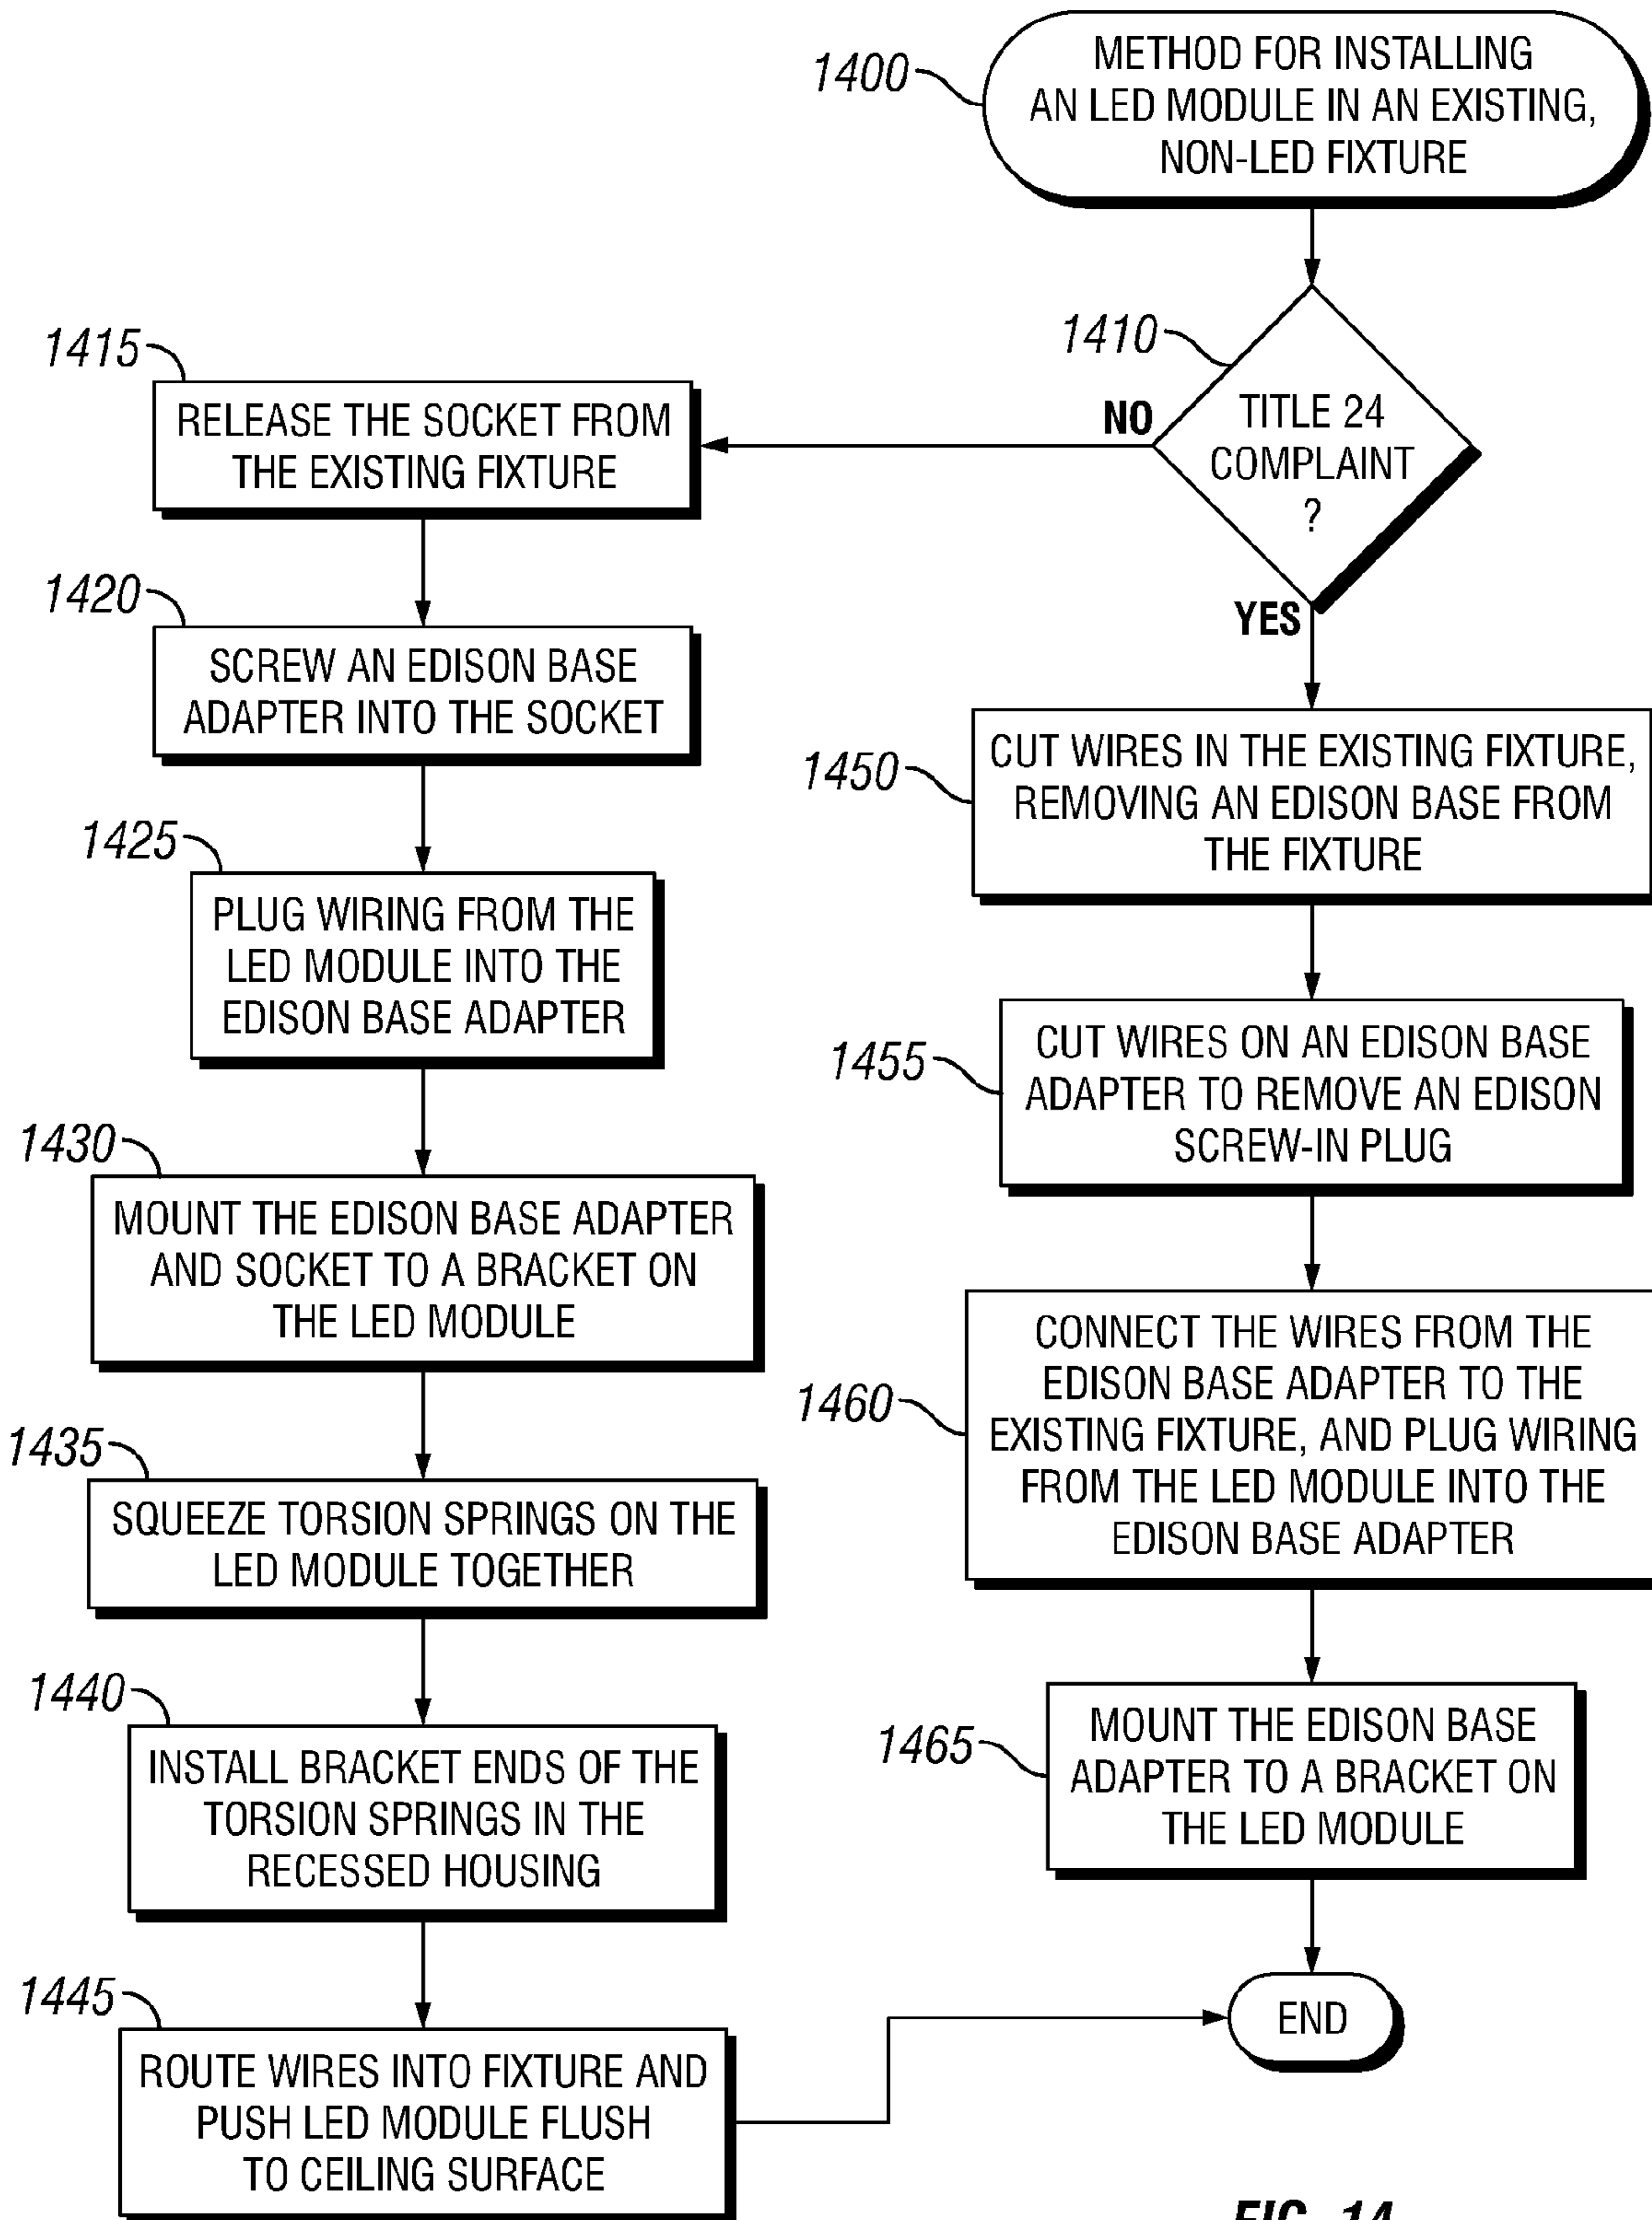 1400
METHOD FOR INSTALLING
AN LED MODULE IN AN EXISTING,
NON-LED FIXTURE
1410
TITLE 24
COMPLAINT
?
NO
YES
1415
RELEASE THE SOCKET FROM
THE EXISTING FIXTURE
1420
SCREW AN EDISON BASE
ADAPTER INTO THE SOCKET
1425
PLUG WIRING FROM THE
LED MODULE INTO THE
EDISON BASE ADAPTER
1430
MOUNT THE EDISON BASE ADAPTER
AND SOCKET TO A BRACKET ON
THE LED MODULE
1435
SQUEEZE TORSION SPRINGS ON THE
LED MODULE TOGETHER
1440
INSTALL BRACKET ENDS OF THE
TORSION SPRINGS IN THE
RECESSED HOUSING
1445
ROUTE WIRES INTO FIXTURE AND
PUSH LED MODULE FLUSH
TO CEILING SURFACE
1450
CUT WIRES IN THE EXISTING FIXTURE,
REMOVING AN EDISON BASE FROM
THE FIXTURE
1455
CUT WIRES ON AN EDISON BASE
ADAPTER TO REMOVE AN EDISON
SCREW-IN PLUG
1460
CONNECT THE WIRES FROM THE
EDISON BASE ADAPTER TO THE
EXISTING FIXTURE, AND PLUG WIRING
FROM THE LED MODULE INTO THE
EDISON BASE ADAPTER
1465
MOUNT THE EDISON BASE
ADAPTER TO A BRACKET ON
THE LED MODULE
END
FIG. 14